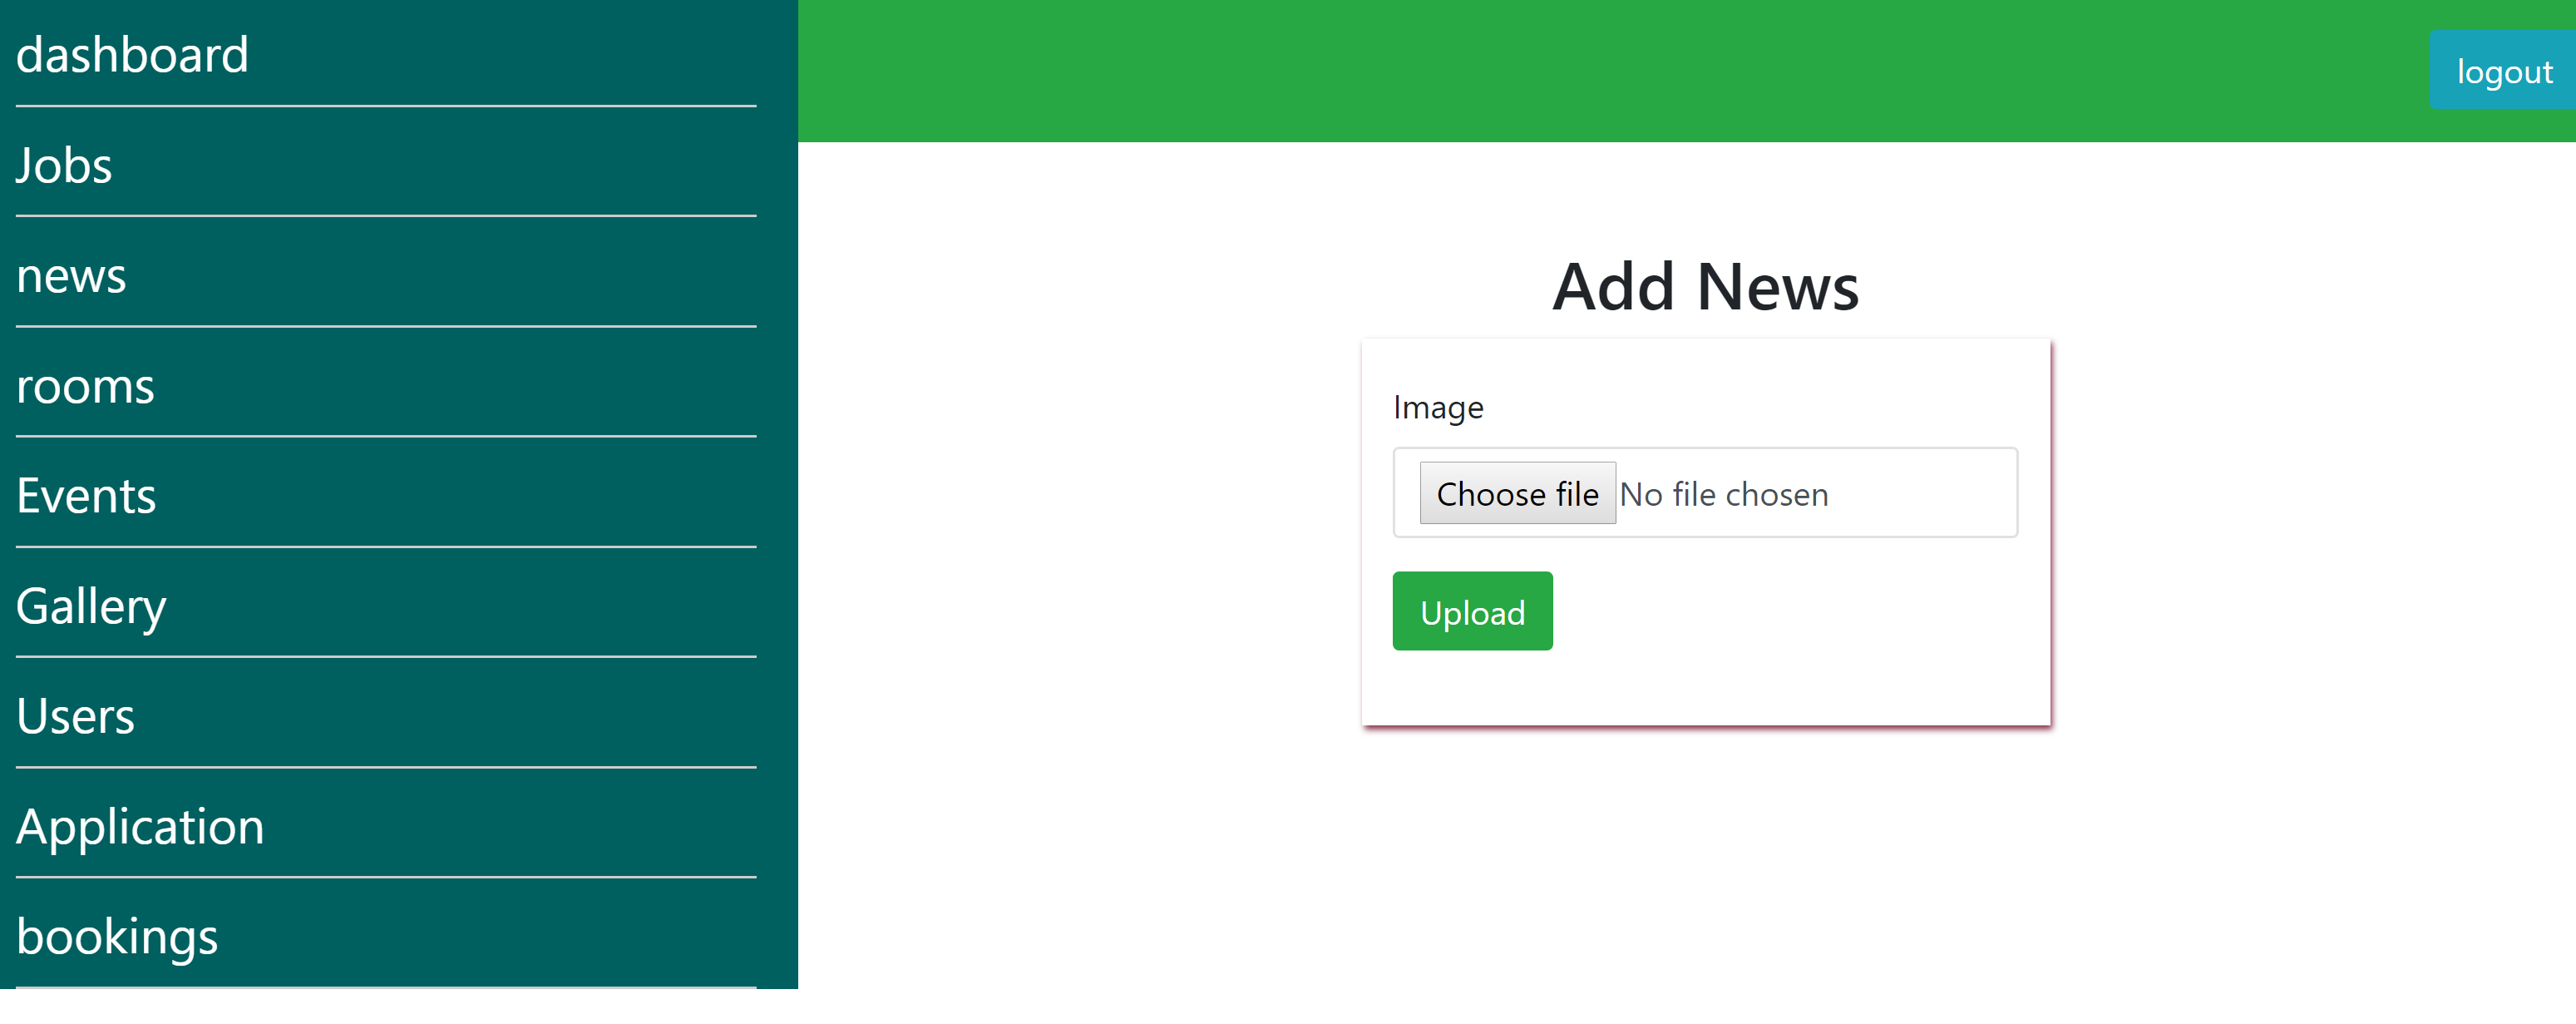 dashboard
Jobs
news
rooms
Events
Gallery
Users
Application
bookings
logout
Add News
Image
Choose file No file chosen
Upload